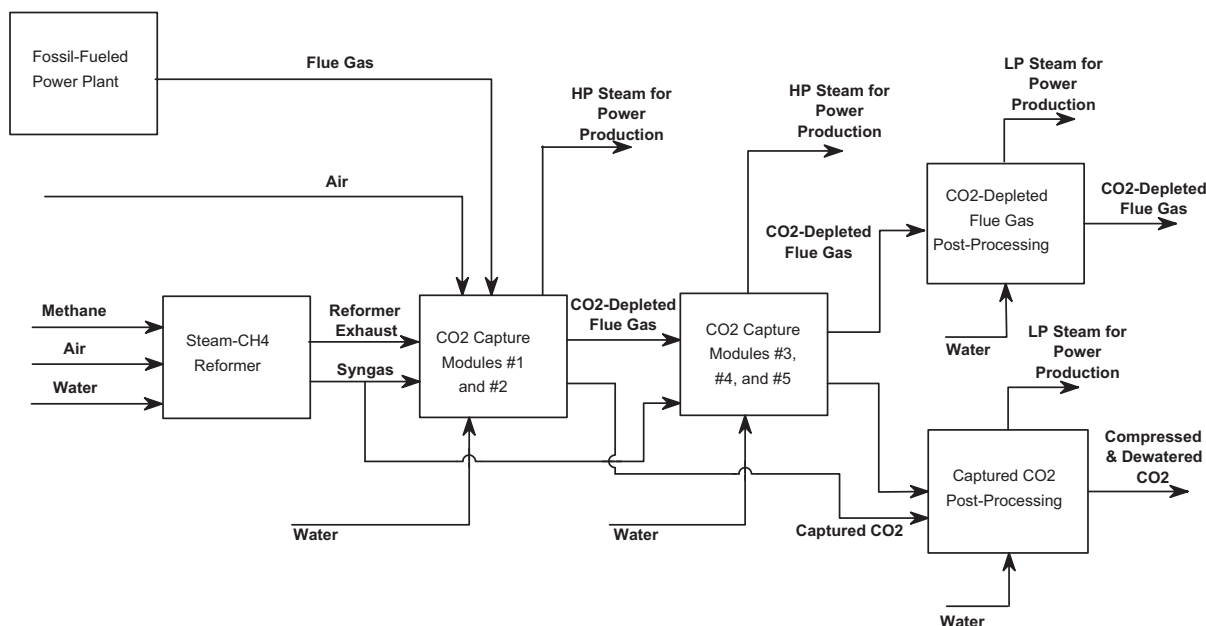 Fossil-Fueled
Power Plant
Flue Gas
HP Steam for
Power
Production
HP Steam for
Power
Production
LP Steam for
Power
Production
Air
CO2-Depleted
Flue Gas
Post-Processing
CO2-Depleted
Flue Gas
CO2-Depleted
Flue Gas
Methane
Air
Water
Steam-CH4
Reformer
Reformer
Exhaust
Syngas
CO2 Capture
Modules #1
and #2
CO2-Depleted
Flue Gas
CO2 Capture
Modules #3,
#4, and #5
Water
LP Steam for
Power
Production
Captured CO2
Post-Processing
Compressed
& Dewatered
CO2
Water
Water
Captured CO2
Water